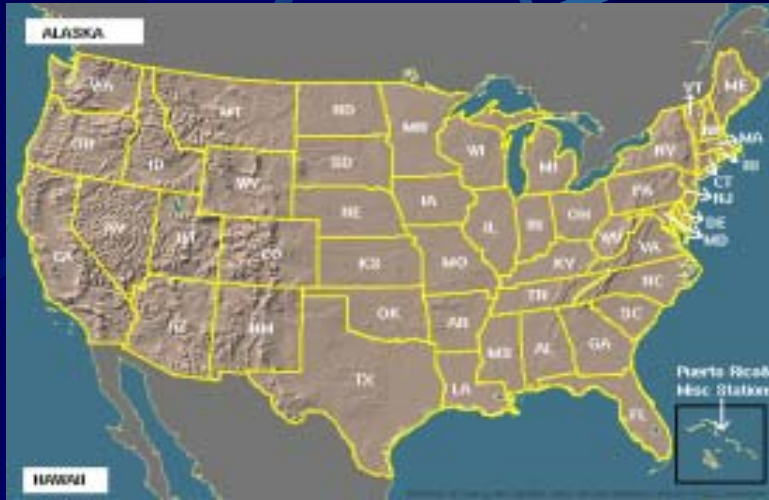 ALASKA
WA
MT
ND
MN
VT
ME
OR
ID
SD
WI
MI
NY
NH
MA
RI
CT
NJ
WY
NE
IA
PA
NV
UT
CO
IL
IN
OH
DE
MD
CA
KS
MO
WV
VA
KY
AZ
NM
OK
AR
TN
NC
SC
TX
LA
MS
AL
GA
FL
Puerto Rico&
Misc Station
HAWAII